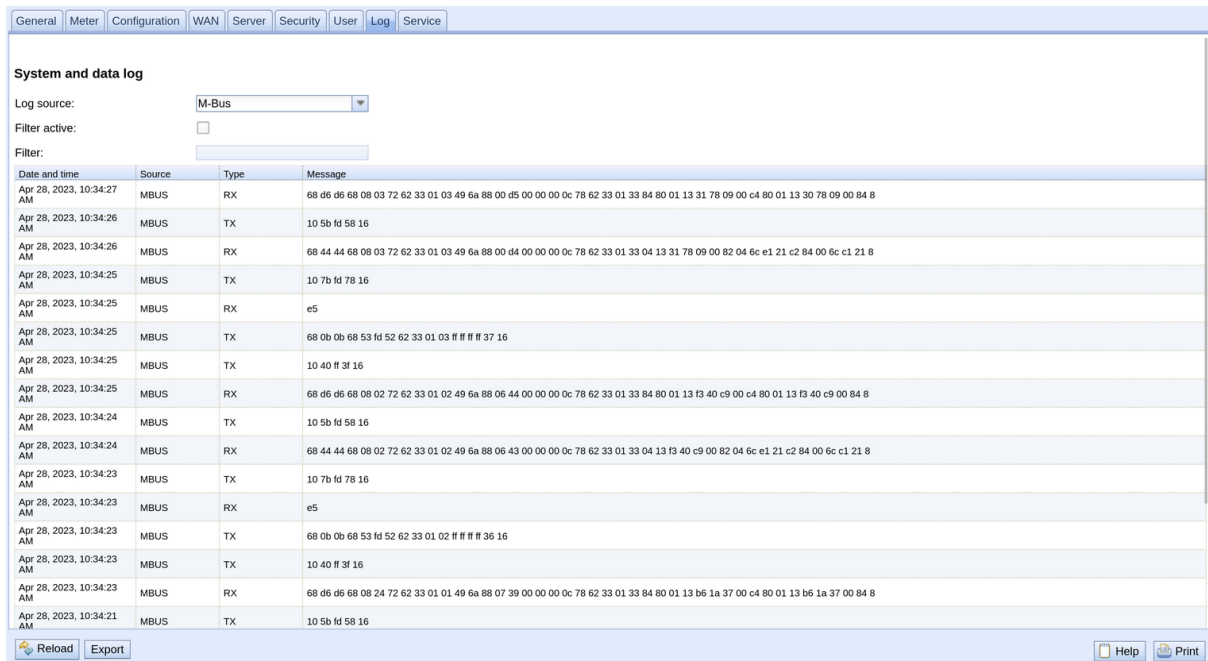 General Meter Configuration WAN Server Security User Log Service
System and data log
Log source: M-Bus
Filter active:
Filter:
Date and time Source Type Message
Apr 28, 2023, 10:34:27 AM MBUS RX 68 d6 d6 68 08 03 72 62 33 01 03 49 6a 88 00 d5 00 00 00 0c 78 62 33 01 33 84 80 01 13 31 78 09 00 c4 80 01 13 30 78 09 00 84 8
Apr 28, 2023, 10:34:26 AM MBUS TX 10 5b fd 58 16
Apr 28, 2023, 10:34:26 AM MBUS RX 68 44 44 68 08 03 72 62 33 01 03 49 6a 88 00 d4 00 00 00 0c 78 62 33 01 33 04 13 31 78 09 00 82 04 6c e1 21 c2 84 00 6c c1 21 8
Apr 28, 2023, 10:34:25 AM MBUS TX 10 7b fd 78 16
Apr 28, 2023, 10:34:25 AM MBUS RX e5
Apr 28, 2023, 10:34:25 AM MBUS TX 68 0b 0b 68 53 fd 52 62 33 01 03 ff ff ff ff 37 16
Apr 28, 2023, 10:34:25 AM MBUS TX 10 40 ff 3f 16
Apr 28, 2023, 10:34:25 AM MBUS RX 68 d6 d6 68 08 02 72 62 33 01 02 49 6a 88 06 44 00 00 00 0c 78 62 33 01 33 84 80 01 13 f3 40 c9 00 c4 80 01 13 f3 40 c9 00 84 8
Apr 28, 2023, 10:34:24 AM MBUS TX 10 5b fd 58 16
Apr 28, 2023, 10:34:24 AM MBUS RX 68 44 44 68 08 02 72 62 33 01 02 49 6a 88 06 43 00 00 00 0c 78 62 33 01 33 04 13 f3 40 c9 00 82 04 6c e1 21 c2 84 00 6c c1 21 8
Apr 28, 2023, 10:34:23 AM MBUS TX 10 7b fd 78 16
Apr 28, 2023, 10:34:23 AM MBUS RX e5
Apr 28, 2023, 10:34:23 AM MBUS TX 68 0b 0b 68 53 fd 52 62 33 01 02 ff ff ff ff 36 16
Apr 28, 2023, 10:34:23 AM MBUS TX 10 40 ff 3f 16
Apr 28, 2023, 10:34:23 AM MBUS RX 68 d6 d6 68 08 24 72 62 33 01 01 49 6a 88 07 39 00 00 00 0c 78 62 33 01 33 84 80 01 13 b6 1a 37 00 c4 80 01 13 b6 1a 37 00 84 8
Apr 28, 2023, 10:34:21 AM MBUS TX 10 5b fd 58 16
Reload Export Help Print